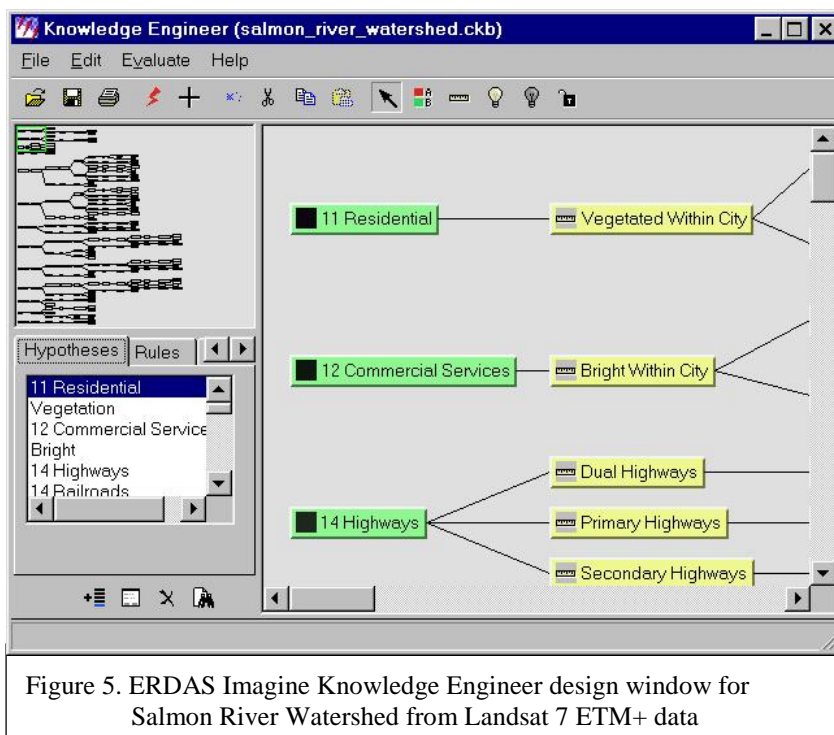 Knowledge Engineer (salmon_river_watershed.ckb)
File Edit Evaluate Help
A
B
11 Residential
Vegetated Within City
12 Commercial Services
Bright Within City
14 Highways
Dual Highways
Primary Highways
Secondary Highways
Hypotheses
Rules
11 Residential
Vegetation
12 Commercial Service
Bright
14 Highways
14 Railroads
Figure 5. ERDAS Imagine Knowledge Engineer design window for
Salmon River Watershed from Landsat 7 ETM+ data